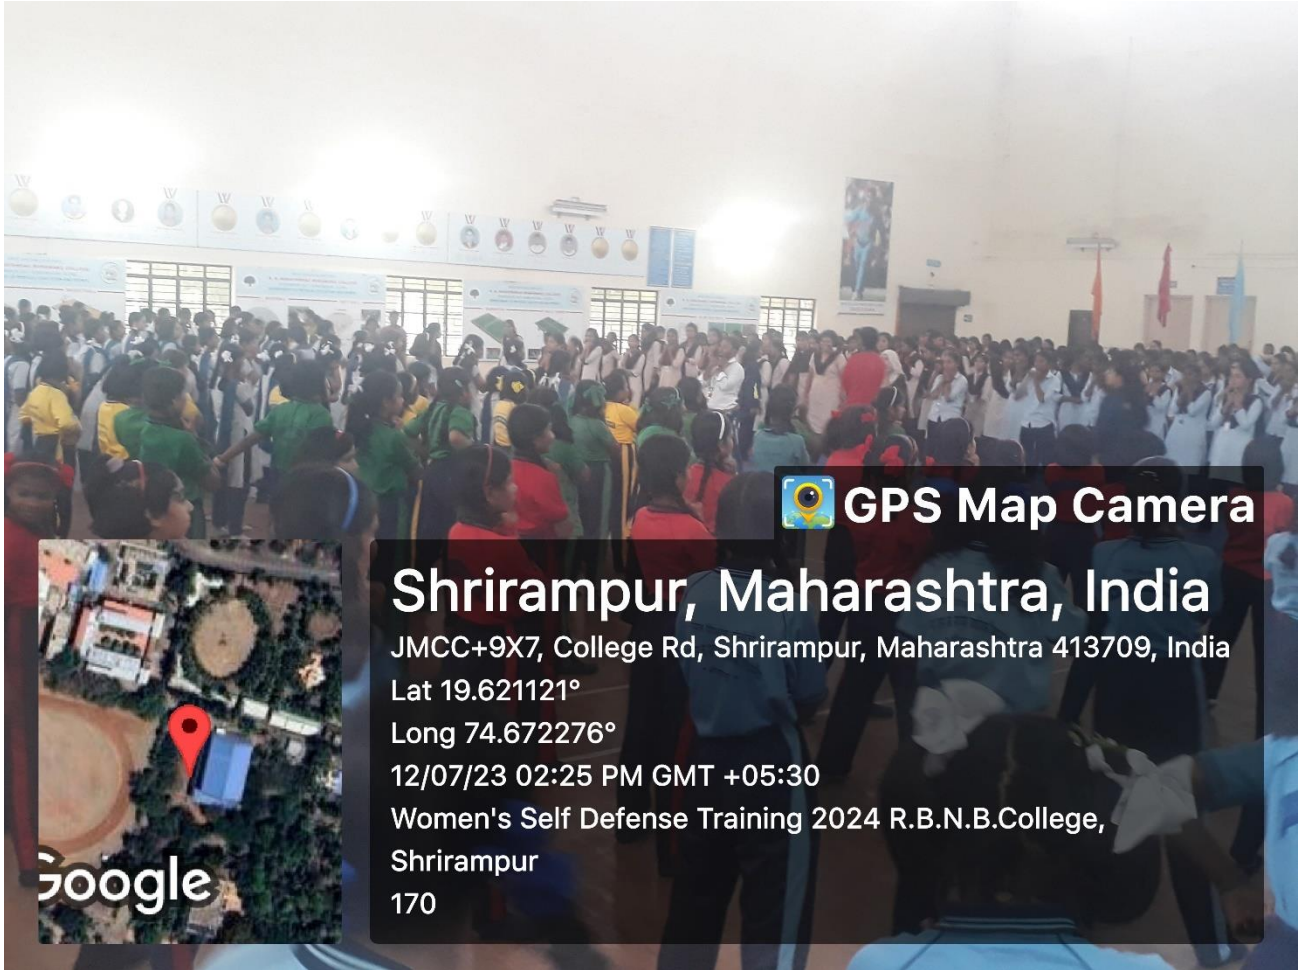 GPS Map Camera
Shrirampur, Maharashtra, India
JMCC+9X7, College Rd, Shrirampur, Maharashtra 413709, India
Lat 19.621121°
Long 74.672276°
12/07/23 02:25 PM GMT +05:30
Women's Self Defense Training 2024 R.B.N.B.College,
Shrirampur
170
Google